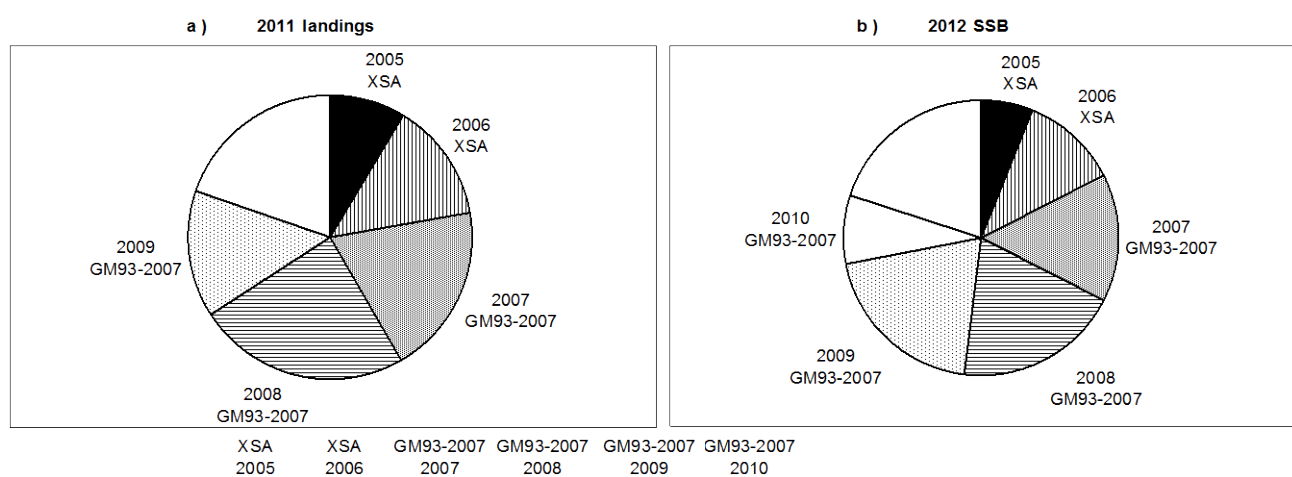 a ) 2011 landings
2005
XSA
2006
XSA
2007
GM93-2007
2008
GM93-2007
2009
GM93-2007
b ) 2012 SSB
2005
XSA
2006
XSA
2007
GM93-2007
2008
GM93-2007
2009
GM93-2007
2010
GM93-2007
XSA XSA GM93-2007 GM93-2007 GM93-2007 GM93-2007
2005 2006 2007 2008 2009 2010